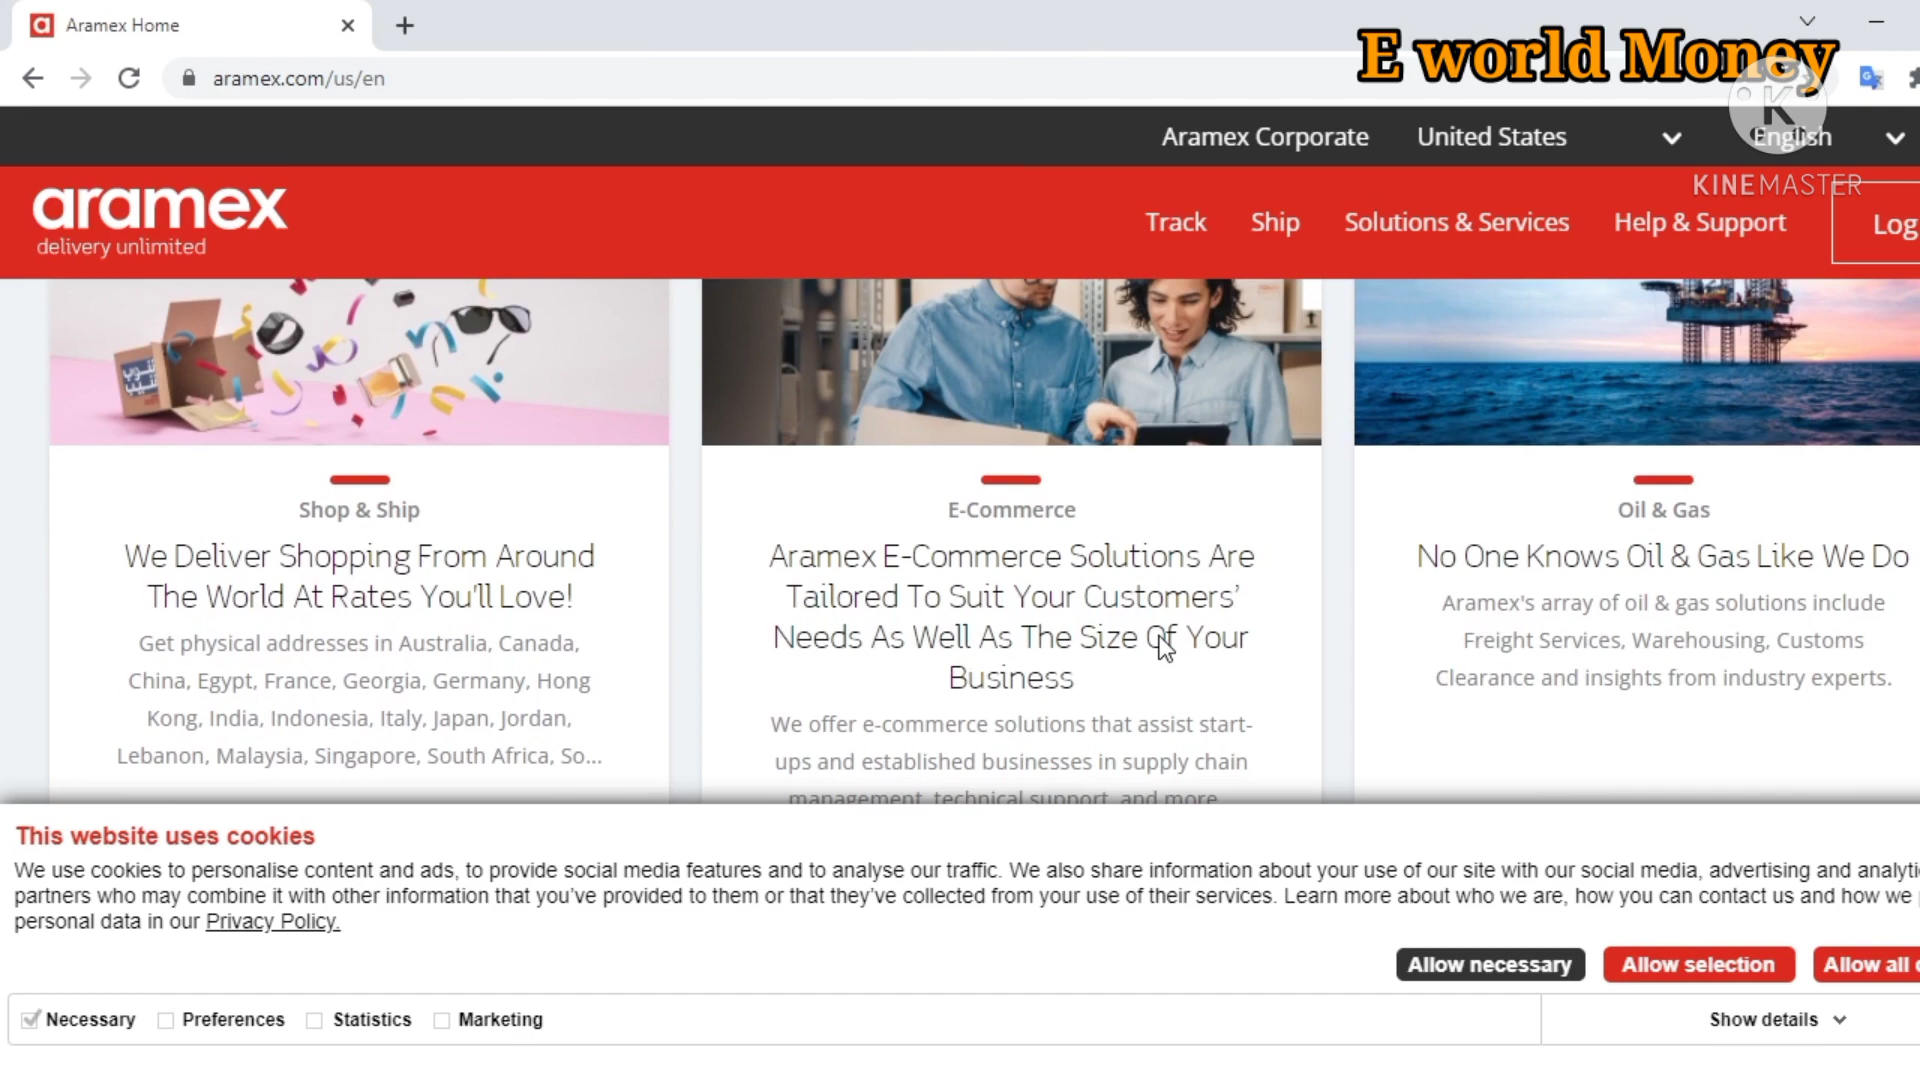 Aramex Home
E world Money
aramex.com/us/en
Aramex Corporate
United States
English
KINEMASTER
aramex
delivery unlimited
Track
Ship
Solutions & Services
Help & Support
Log
Shop & Ship
We Deliver Shopping From Around
The World At Rates You'll Love!
Get physical addresses in Australia, Canada,
China, Egypt, France, Georgia, Germany, Hong
Kong, India, Indonesia, Italy, Japan, Jordan,
Lebanon, Malaysia, Singapore, South Africa, So...
E-Commerce
Aramex E-Commerce Solutions Are
Tailored To Suit Your Customers’
Needs As Well As The Size Of Your
Business
We offer e-commerce solutions that assist start-
ups and established businesses in supply chain
management, technical support, and more
Oil & Gas
No One Knows Oil & Gas Like We Do
Aramex's array of oil & gas solutions include
Freight Services, Warehousing, Customs
Clearance and insights from industry experts.
This website uses cookies
We use cookies to personalise content and ads, to provide social media features and to analyse our traffic. We also share information about your use of our site with our social media, advertising and analyti
partners who may combine it with other information that you've provided to them or that they've collected from your use of their services. Learn more about who we are, how you can contact us and how we
personal data in our Privacy Policy.
Allow necessary
Allow selection
Allow all
Necessary
Preferences
Statistics
Marketing
Show details